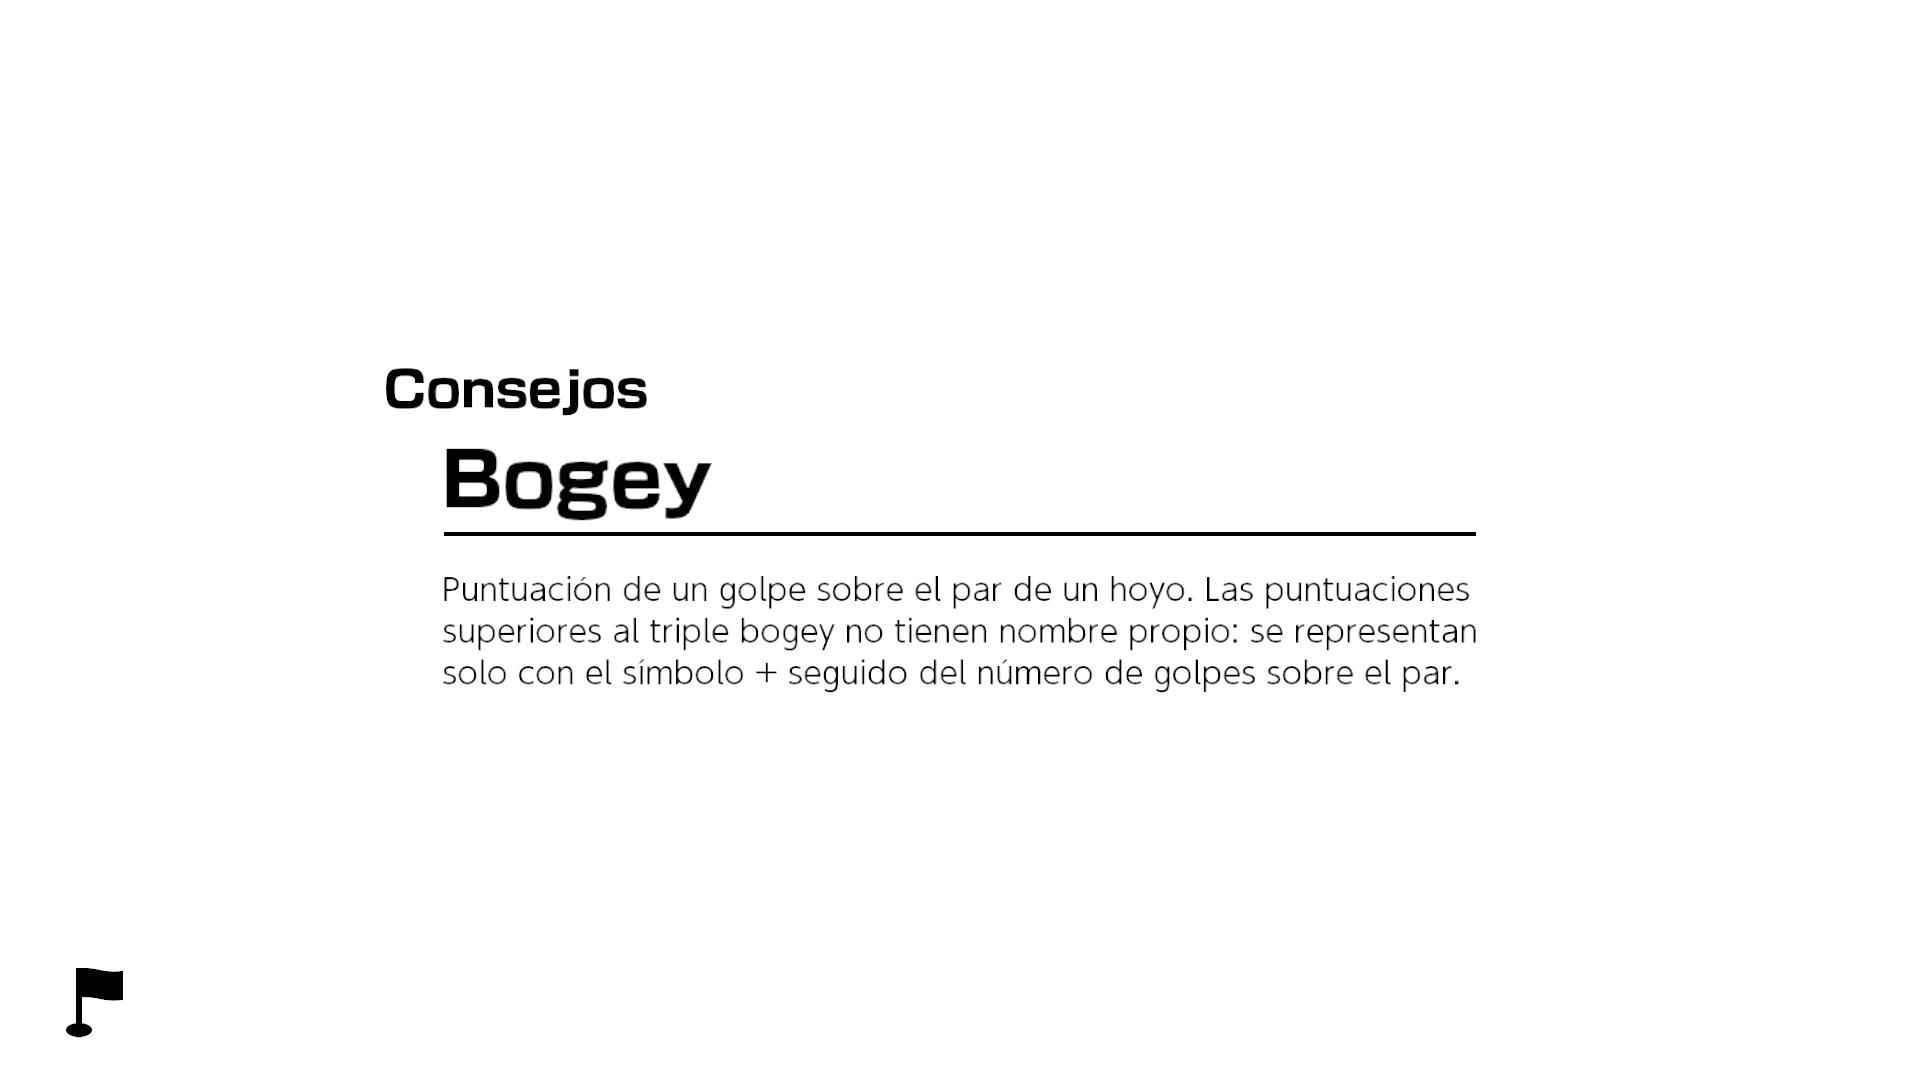 Consejos
Bogey
Puntuación de un golpe sobre el par de un hoyo. Las puntuaciones
superiores al triple bogey no tienen nombre propio: se representan
solo con el símbolo + seguido del número de golpes sobre el par.